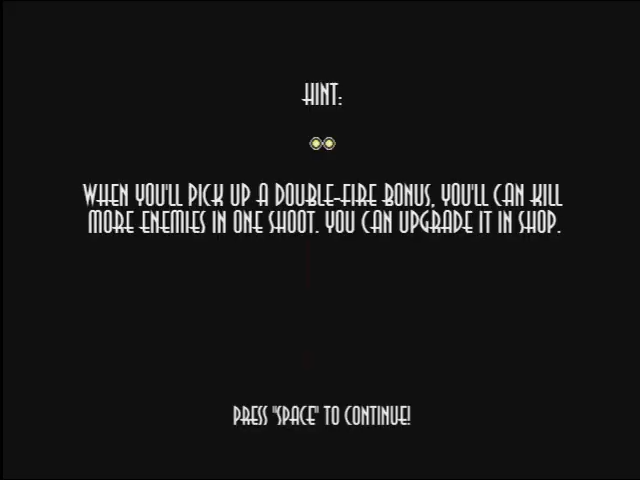 HINT:
WHEN YOU'LL PICK UP A DOUBLE-FIRE BONUS, YOU'LL CAN KILL
MORE ENEMIES IN ONE SHOOT. YOU CAN UPGRADE IT IN SHOP.
PRESS "SPACE" TO CONTINUE!